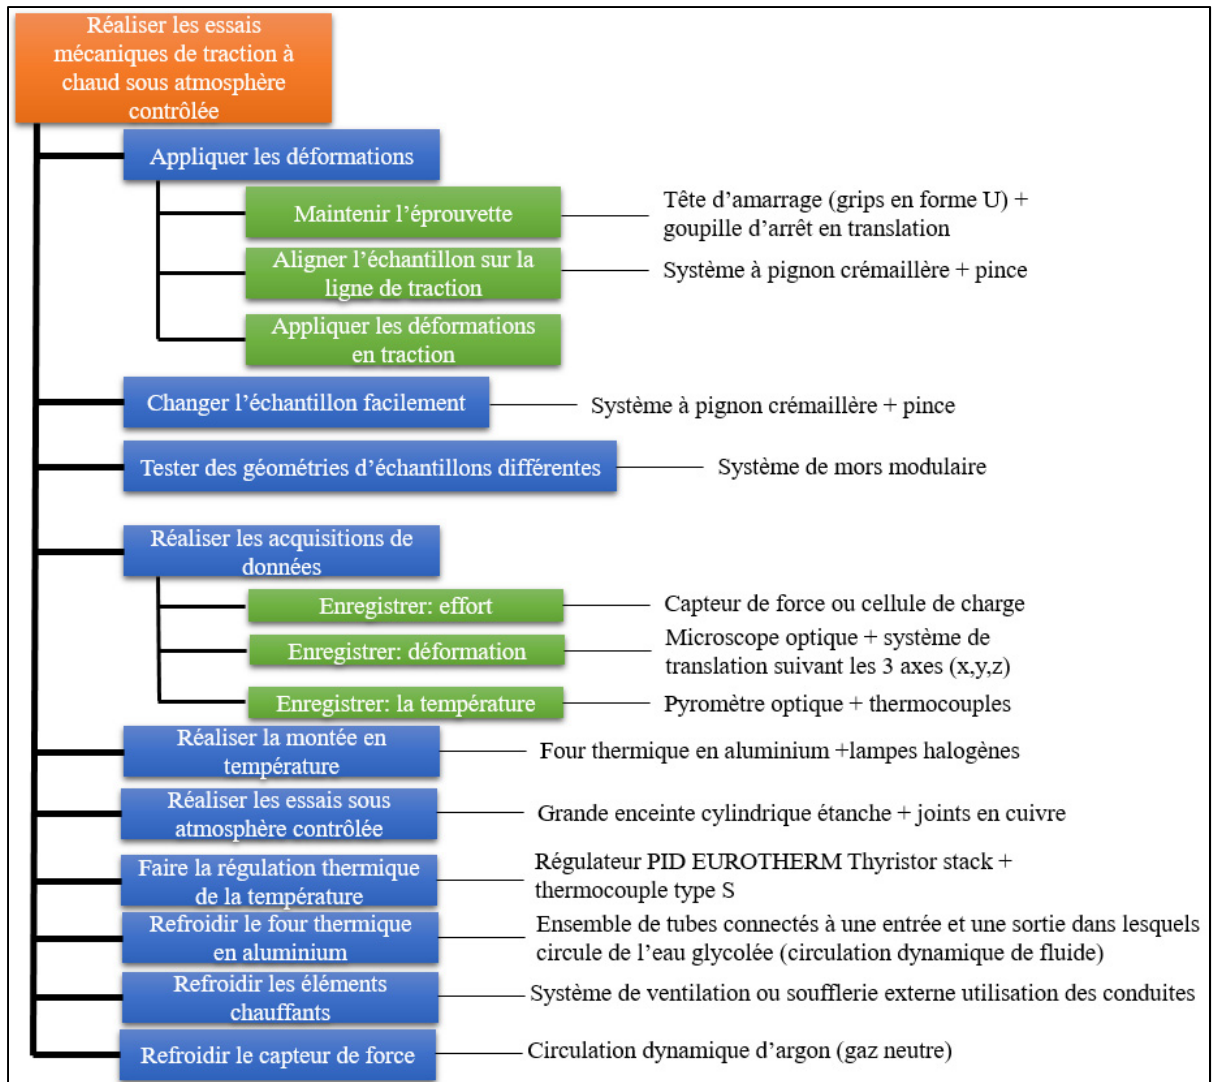 Réaliser les essais
mécaniques de traction à
chaud sous atmosphère
contrôlée
Appliquer les déformations
Maintenir l’éprouvette
Tête d’amarrage (grips en forme U) +
goupille d’arrêt en translation
Aligner l’échantillon sur la
ligne de traction
Système à pignon crémaillère + pince
Appliquer les déformations
en traction
Changer l’échantillon facilement
Système à pignon crémaillère + pince
Tester des géométries d’échantillons différentes
Système de mors modulaire
Réaliser les acquisitions de
données
Enregistrer: effort
Capteur de force ou cellule de charge
Enregistrer: déformation
Microscope optique + système de
translation suivant les 3 axes (x,y,z)
Enregistrer: la température
Pyromètre optique + thermocouples
Réaliser la montée en
température
Four thermique en aluminium +lampes halogènes
Réaliser les essais sous
atmosphère contrôlée
Grande enceinte cylindrique étanche + joints en cuivre
Faire la régulation thermique
de la température
Régulateur PID EUROTHERM Thyristor stack +
thermocouple type S
Refroidir le four thermique
en aluminium
Ensemble de tubes connectés à une entrée et une sortie dans lesquels
circule de l’eau glycolée (circulation dynamique de fluide)
Refroidir les éléments
chauffants
Système de ventilation ou soufflerie externe utilisation des conduites
Refroidir le capteur de force
Circulation dynamique d’argon (gaz neutre)